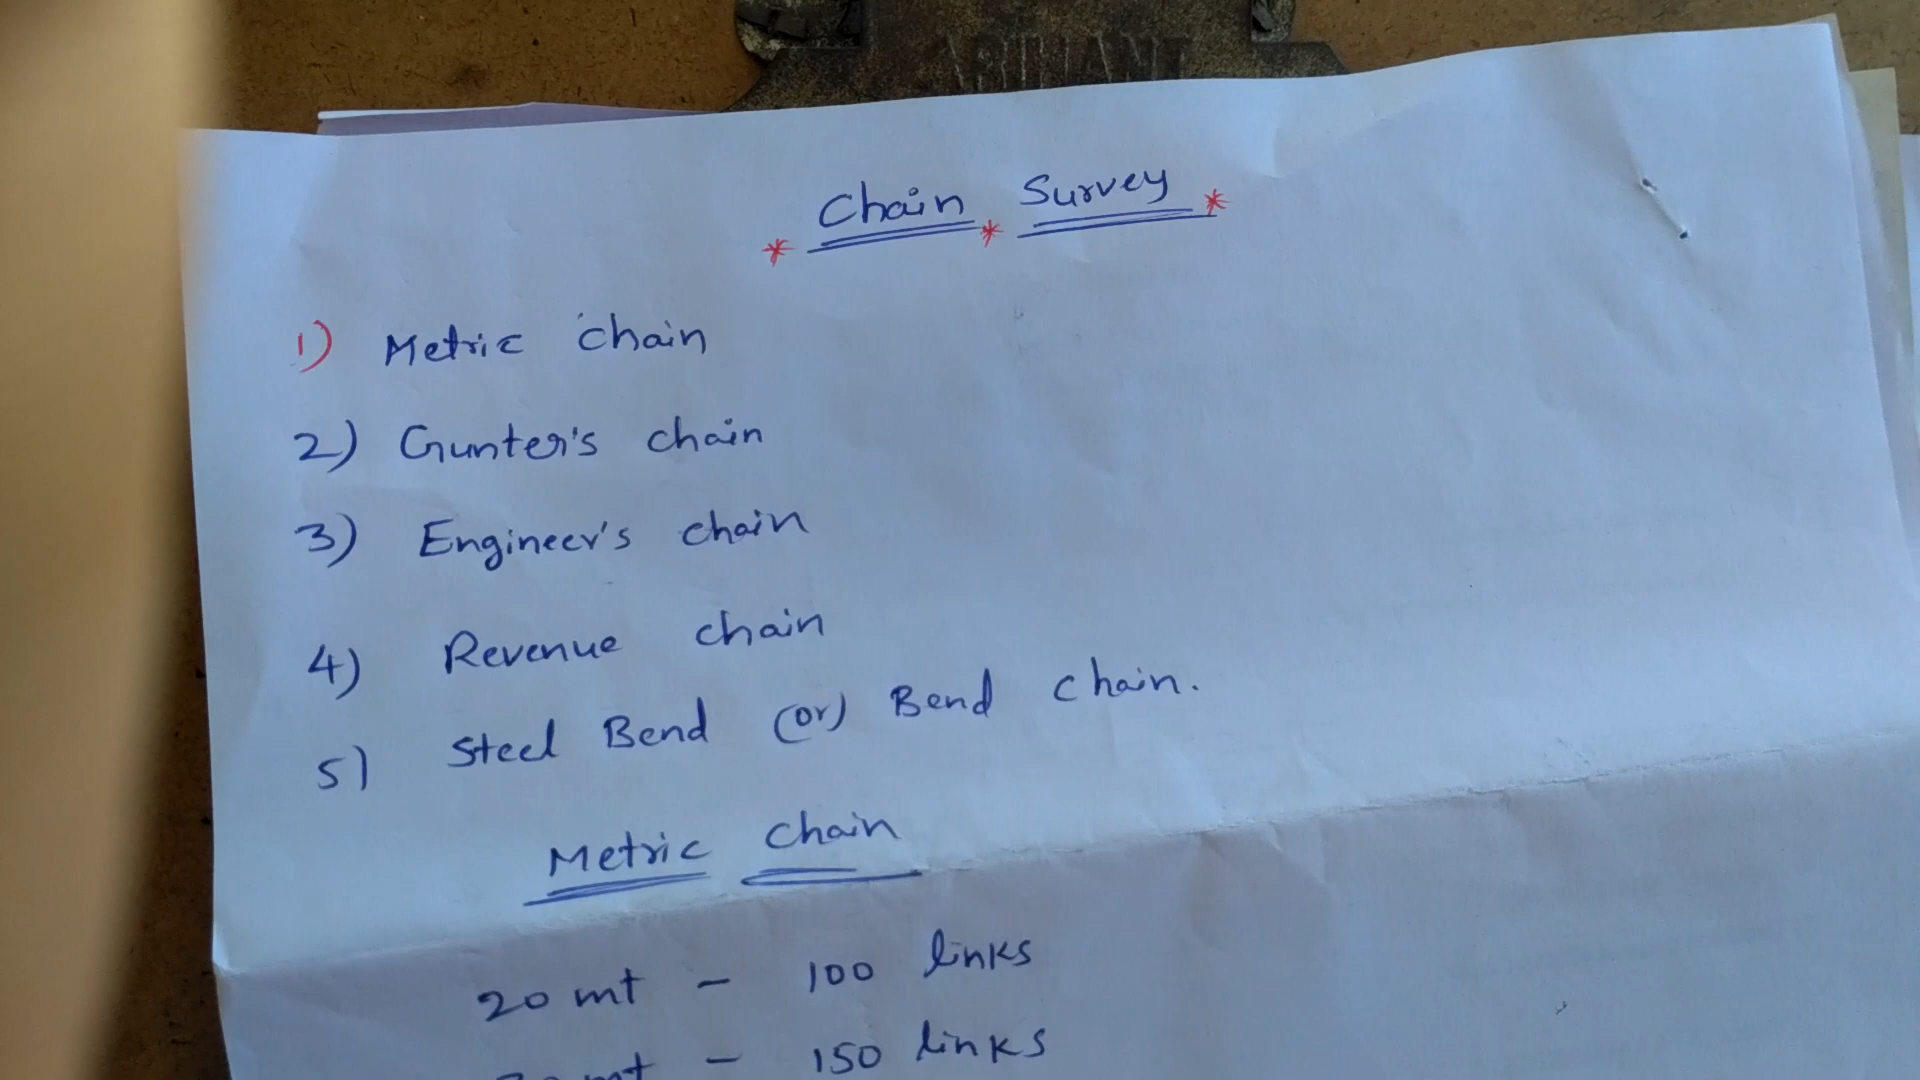 Chain Survey
1) Metric chain
2) Gunter's chain
3) Engineer's chain
4) Revenue chain
5) Steel Bend (or) Bend chain.
Metric chain
20 mt - 100 links
mt - 150 links